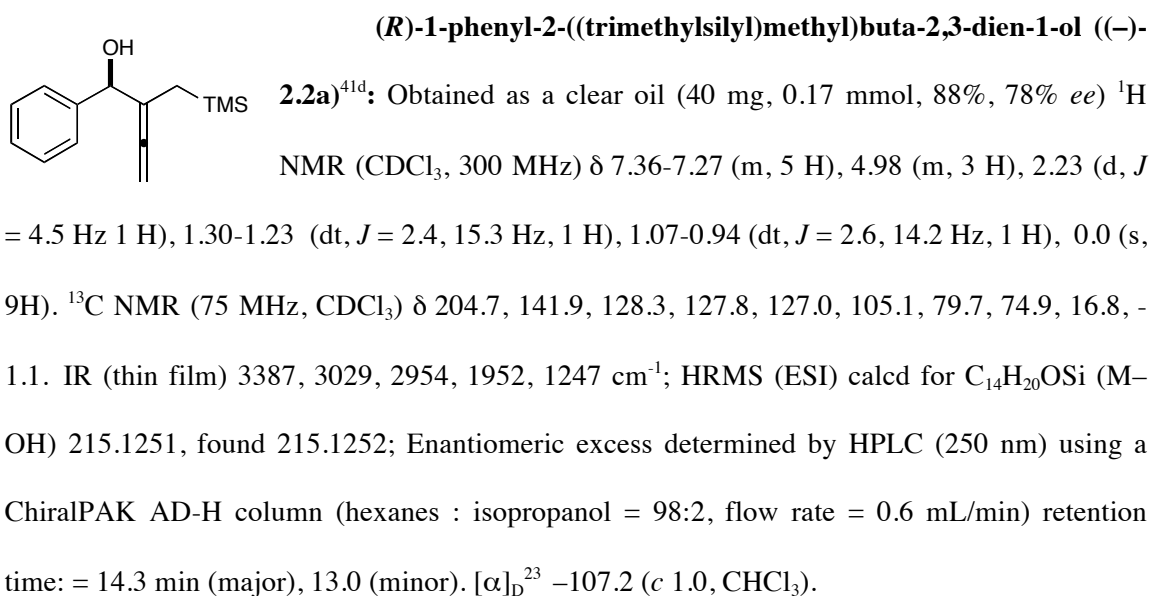 OH
TMS
(R)-1-phenyl-2-((trimethylsilyl)methyl)buta-2,3-dien-1-ol ((–)-
2.2a)⁴¹ᵈ: Obtained as a clear oil (40 mg, 0.17 mmol, 88%, 78% ee) ¹H
NMR (CDCl₃, 300 MHz) δ 7.36-7.27 (m, 5 H), 4.98 (m, 3 H), 2.23 (d, J
= 4.5 Hz 1 H), 1.30-1.23 (dt, J = 2.4, 15.3 Hz, 1 H), 1.07-0.94 (dt, J = 2.6, 14.2 Hz, 1 H), 0.0 (s,
9H). ¹³C NMR (75 MHz, CDCl₃) δ 204.7, 141.9, 128.3, 127.8, 127.0, 105.1, 79.7, 74.9, 16.8, -
1.1. IR (thin film) 3387, 3029, 2954, 1952, 1247 cm⁻¹; HRMS (ESI) calcd for C₁₄H₂₀OSi (M–
OH) 215.1251, found 215.1252; Enantiomeric excess determined by HPLC (250 nm) using a
ChiralPAK AD-H column (hexanes : isopropanol = 98:2, flow rate = 0.6 mL/min) retention
time: = 14.3 min (major), 13.0 (minor). [α]D²³ –107.2 (c 1.0, CHCl₃).